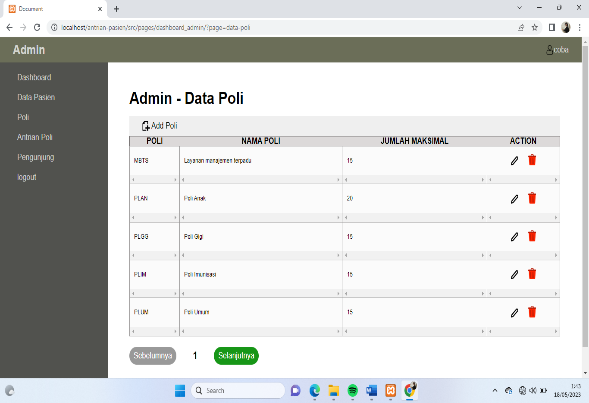 Document
localhost/antrian-pasien/src/pages/dashboard_admin/?page=data-poli
Admin
coba
Dashboard
Data Pasien
Poli
Antrian Poli
Pengunjung
logout
Admin - Data Poli
Add Poli
POLI NAMA POLI JUMLAH MAKSIMAL ACTION
MBTS Layanan manajemen terpadu 15
PLAN Poli Anak 20
PLGG Poli Gigi 15
PLIM Poli Imunisasi 15
PLUM Poli Umum 15
Sebelumnya 1 Selanjutnya
Search
18/05/2023